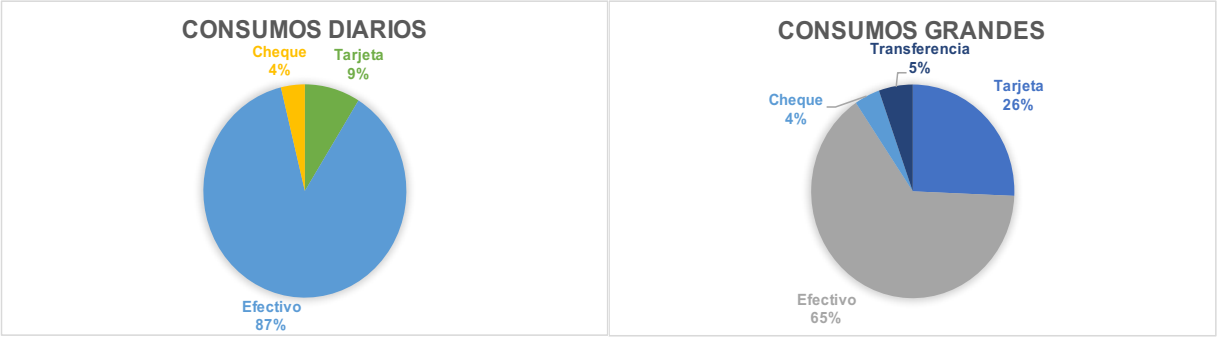 CONSUMOS DIARIOS
Cheque
4%
Tarjeta
9%
Efectivo
87%
CONSUMOS GRANDES
Transferencia
5%
Tarjeta
26%
Cheque
4%
Efectivo
65%